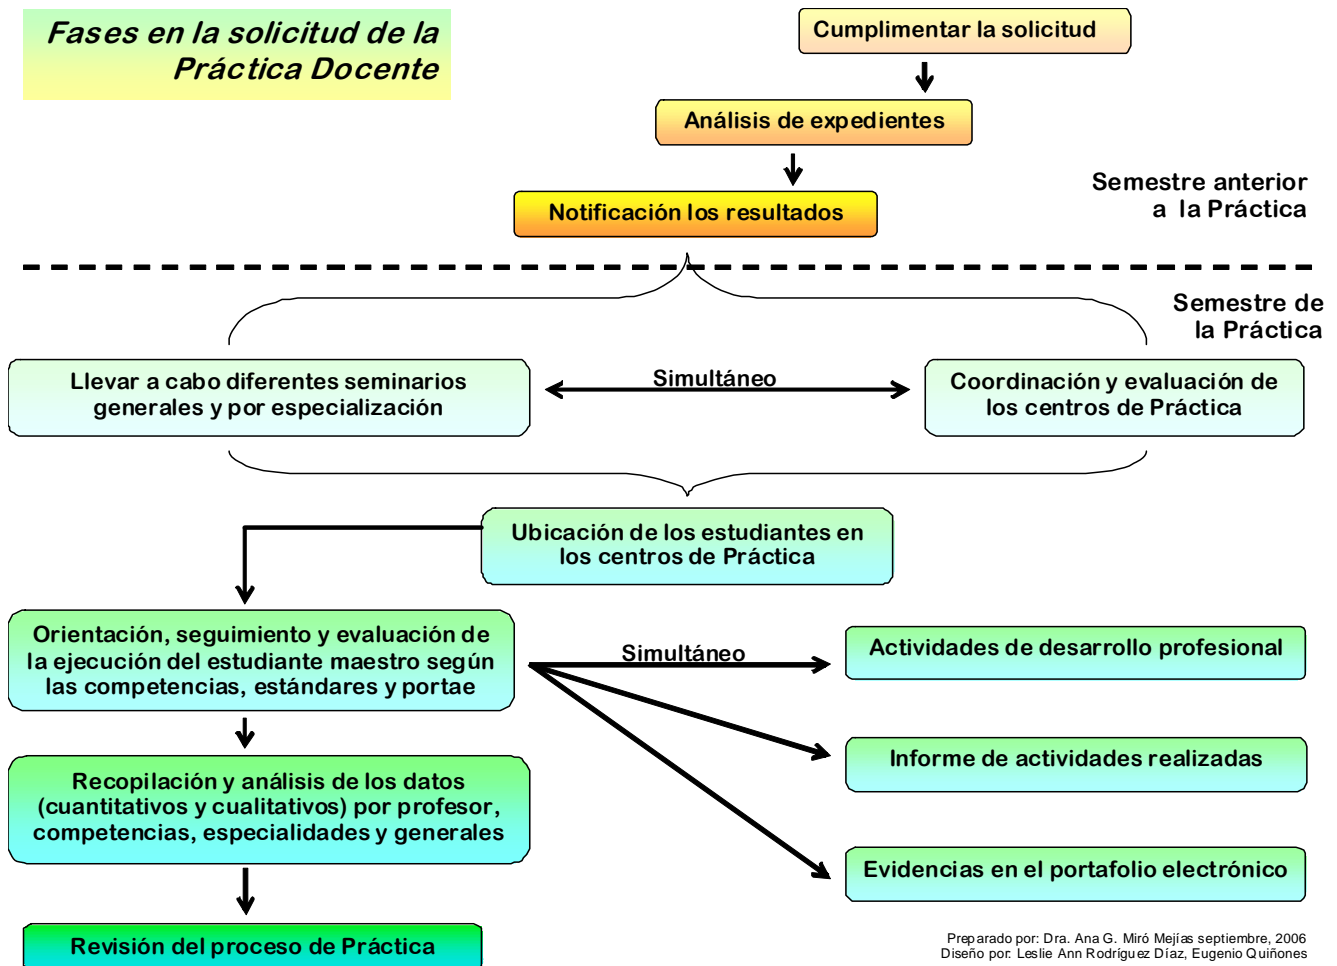 Fases en la solicitud de la
Práctica Docente
Cumplimentar la solicitud
Análisis de expedientes
Notificación los resultados
Semestre anterior
a la Práctica
Semestre de
la Práctica
Llevar a cabo diferentes seminarios
generales y por especialización
Simultáneo
Coordinación y evaluación de
los centros de Práctica
Ubicación de los estudiantes en
los centros de Práctica
Orientación, seguimiento y evaluación de
la ejecución del estudiante maestro según
las competencias, estándares y portae
Simultáneo
Actividades de desarrollo profesional
Informe de actividades realizadas
Evidencias en el portafolio electrónico
Recopilación y análisis de los datos
(cuantitativos y cualitativos) por profesor,
competencias, especialidades y generales
Revisión del proceso de Práctica
Preparado por: Dra. Ana G. Miró Mejías septiembre, 2006
Diseño por: Leslie Ann Rodríguez Díaz, Eugenio Quiñones